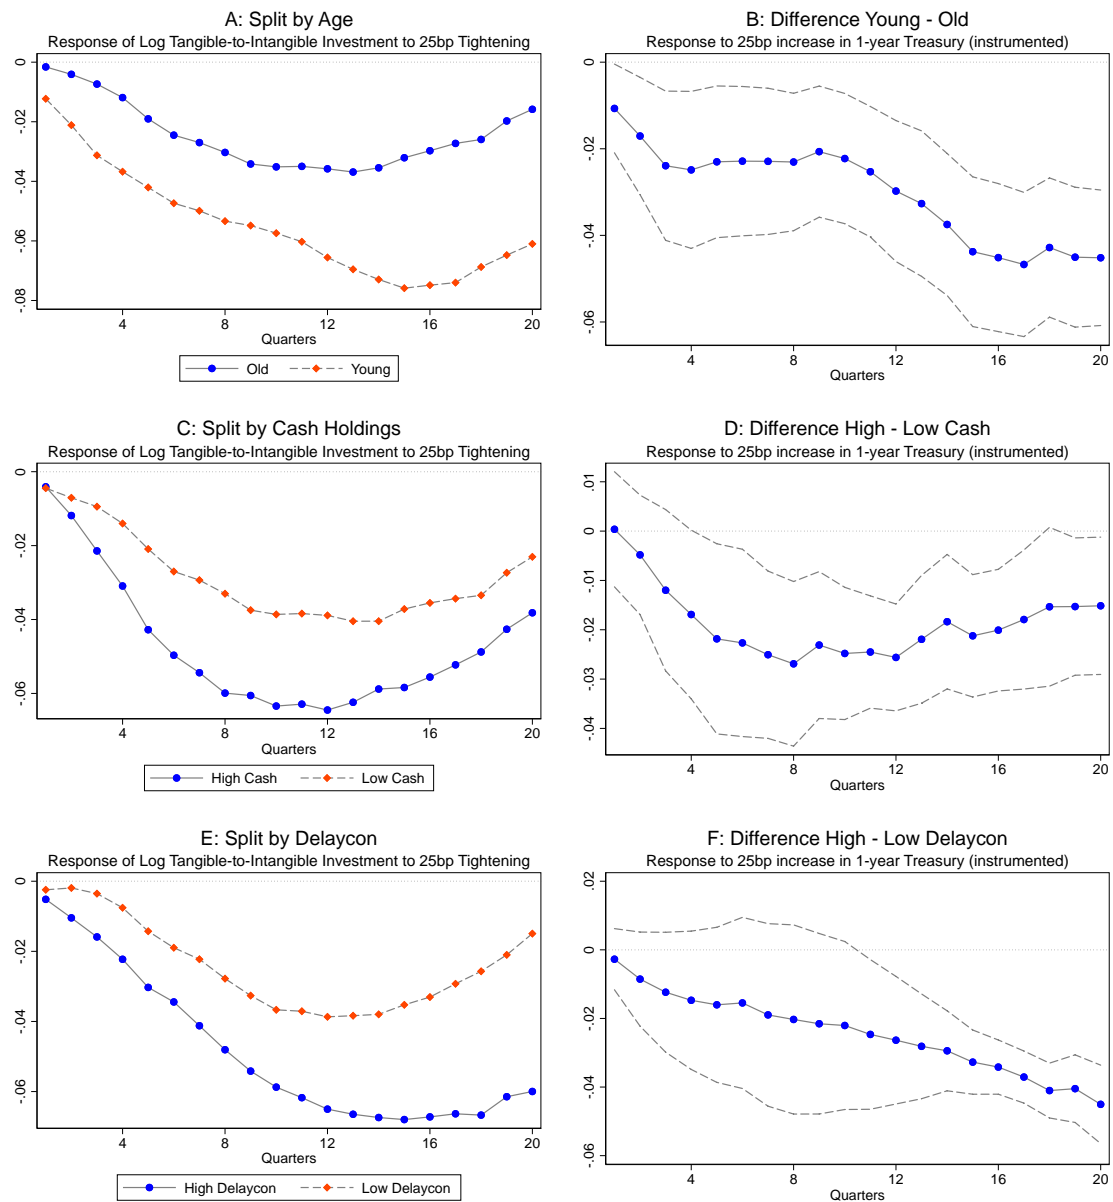 A: Split by Age
Response of Log Tangible-to-Intangible Investment to 25bp Tightening
0
-.02
-.04
-.06
-.08
4 8 12 16 20
Quarters
Old Young
B: Difference Young - Old
Response to 25bp increase in 1-year Treasury (instrumented)
0
-.02
-.04
-.06
4 8 12 16 20
Quarters
C: Split by Cash Holdings
Response of Log Tangible-to-Intangible Investment to 25bp Tightening
0
-.02
-.04
-.06
4 8 12 16 20
Quarters
High Cash Low Cash
D: Difference High - Low Cash
Response to 25bp increase in 1-year Treasury (instrumented)
.01
0
-.01
-.02
-.03
-.04
4 8 12 16 20
Quarters
E: Split by Delaycon
Response of Log Tangible-to-Intangible Investment to 25bp Tightening
0
-.02
-.04
-.06
4 8 12 16 20
Quarters
High Delaycon Low Delaycon
F: Difference High - Low Delaycon
Response to 25bp increase in 1-year Treasury (instrumented)
.02
0
-.02
-.04
-.06
4 8 12 16 20
Quarters